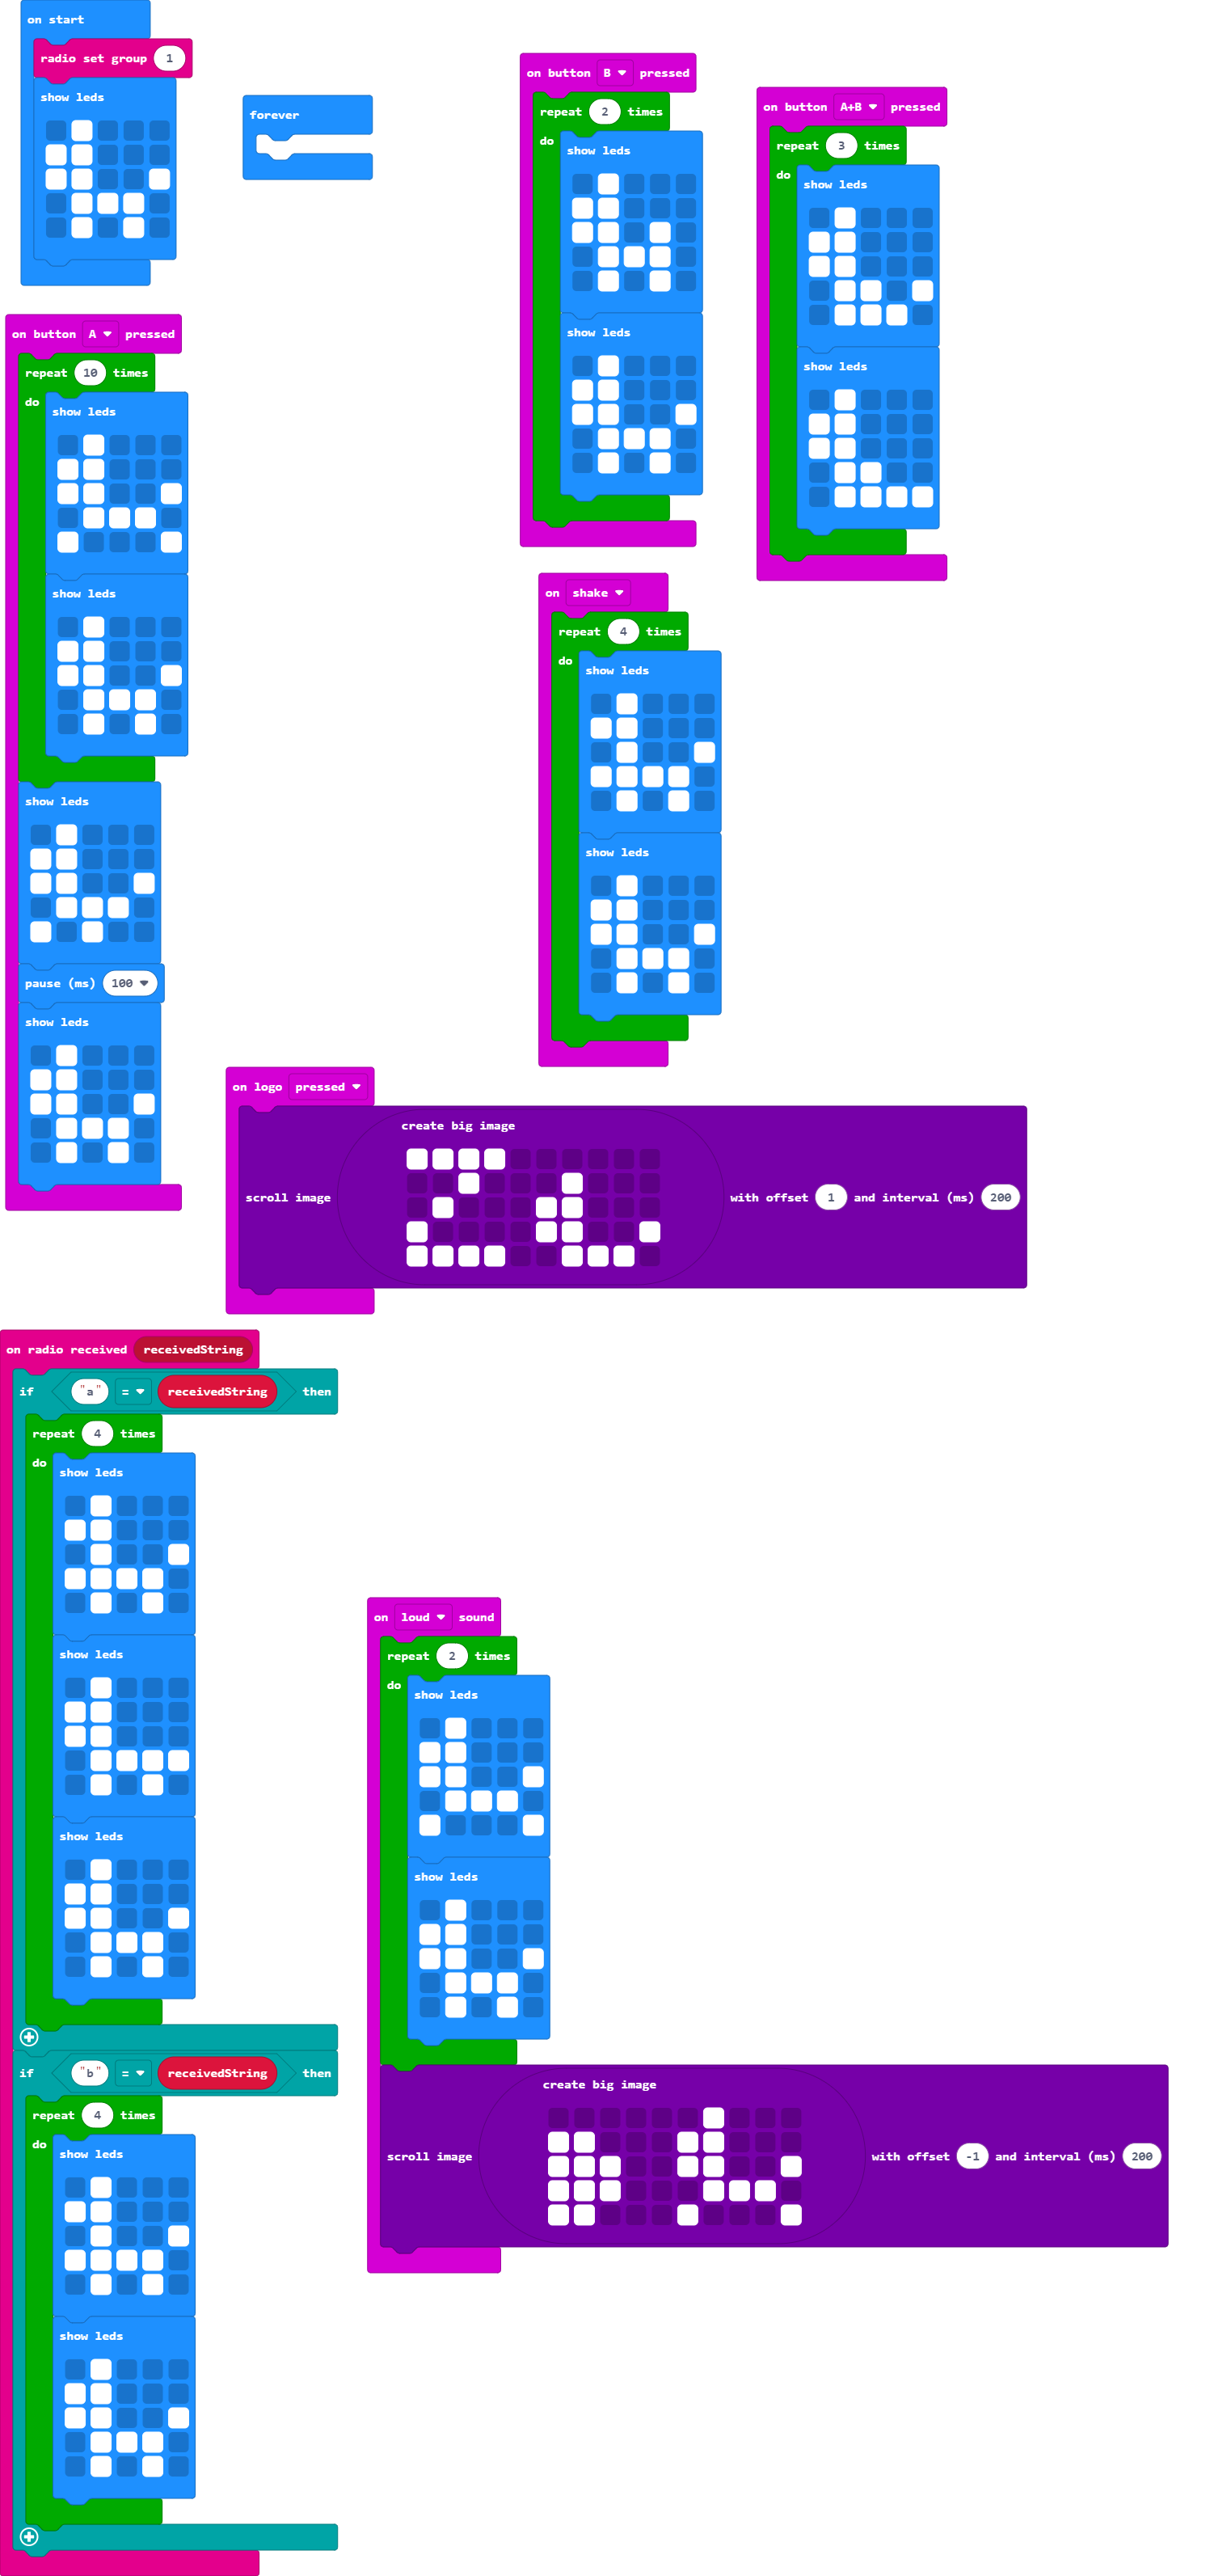 on start
radio set group 1
show leds
forever
on button A pressed
repeat 10 times
do
show leds
show leds
show leds
pause (ms) 100
show leds
on button B pressed
repeat 2 times
do
show leds
show leds
on button A+B pressed
repeat 3 times
do
show leds
show leds
on shake
repeat 4 times
do
show leds
show leds
on logo pressed
create big image
scroll image with offset 1 and interval (ms) 200
on radio received receivedString
if "a" = receivedString then
repeat 4 times
do
show leds
show leds
show leds
if "b" = receivedString then
repeat 4 times
do
show leds
show leds
on loud sound
repeat 2 times
do
show leds
show leds
create big image
scroll image with offset -1 and interval (ms) 200